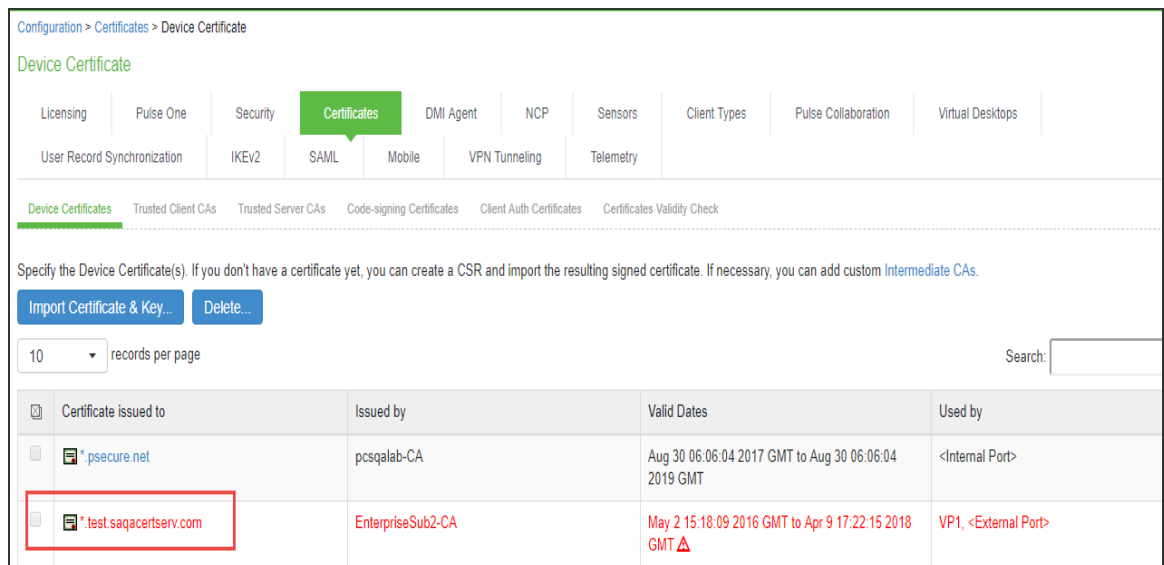 Configuration > Certificates > Device Certificate
Device Certificate
Licensing Pulse One Security Certificates DMI Agent NCP Sensors Client Types Pulse Collaboration Virtual Desktops
User Record Synchronization IKEv2 SAML Mobile VPN Tunneling Telemetry
Device Certificates Trusted Client CAs Trusted Server CAs Code-signing Certificates Client Auth Certificates Certificates Validity Check
Specify the Device Certificate(s). If you don't have a certificate yet, you can create a CSR and import the resulting signed certificate. If necessary, you can add custom Intermediate CAs.
Import Certificate & Key... Delete...
10 records per page Search:
Certificate issued to Issued by Valid Dates Used by
*.psecure.net pcsqalab-CA Aug 30 06:06:04 2017 GMT to Aug 30 06:06:04 <Internal Port>
2019 GMT
*.test.saqacertserv.com EnterpriseSub2-CA May 2 15:18:09 2016 GMT to Apr 9 17:22:15 2018 VP1, <External Port>
GMT